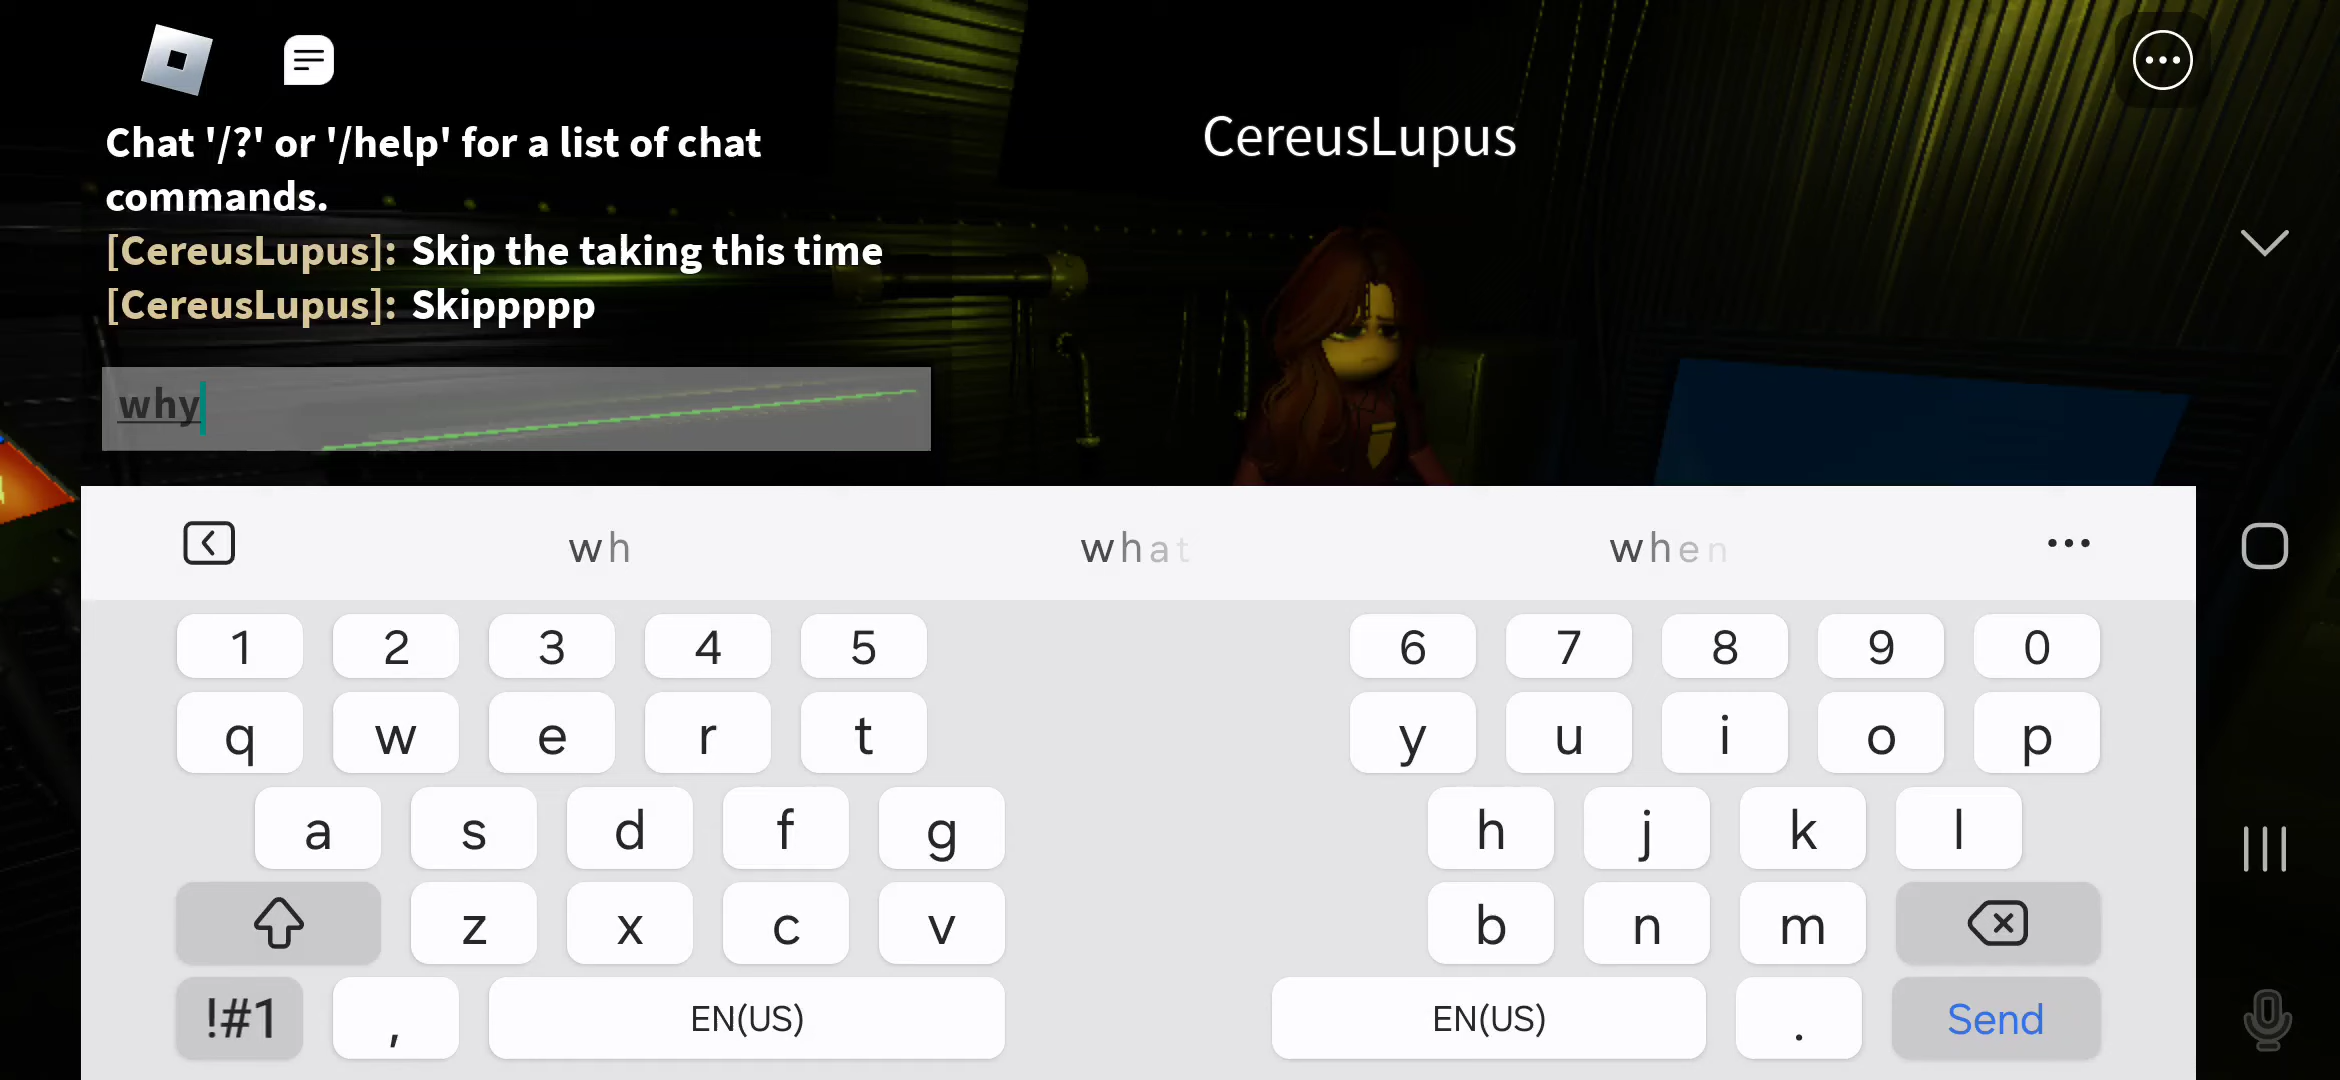 Chat '/?' or '/help' for a list of chat
commands.
CereusLupus
[CereusLupus]: Skip the taking this time
[CereusLupus]: Skippppp
why
wh what when
1 2 3 4 5 6 7 8 9 0
q w e r t y u i o p
a s d f g h j k l
z x c v b n m
!#1 , EN(US) EN(US) . Send